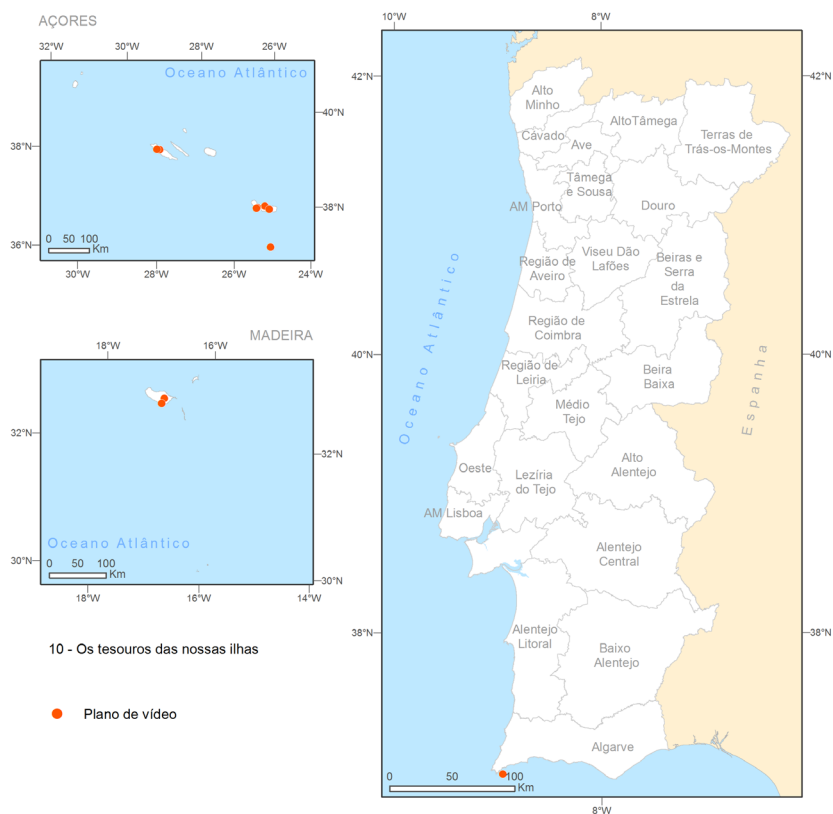 AÇORES
32°W
30°W
28°W
26°W
Oceano Atlântico
40°N
38°N
38°N
36°N
0 50 100
Km
30°W
28°W
26°W
24°W
MADEIRA
18°W
16°W
32°N
32°N
Oceano Atlântico
30°N
30°N
0 50 100
Km
18°W
16°W
14°W
10 - Os tesouros das nossas ilhas
Plano de vídeo
10°W
8°W
42°N
42°N
Alto
Minho
AltoTâmega
Terras de
Trás-os-Montes
Cávado
Ave
Tâmega
e Sousa
AM Porto
Douro
Região de
Aveiro
Viseu Dão
Lafões
Beiras e
Serra
da
Estrela
Oceano Atlântico
Região de
Coimbra
40°N
40°N
Região de
Leiria
Beira
Baixa
Espanha
Médio
Tejo
Oeste
Lezíria
do Tejo
Alto
Alentejo
AM Lisboa
Alentejo
Central
38°N
38°N
Alentejo
Litoral
Baixo
Alentejo
Algarve
0 50 100
Km
8°W